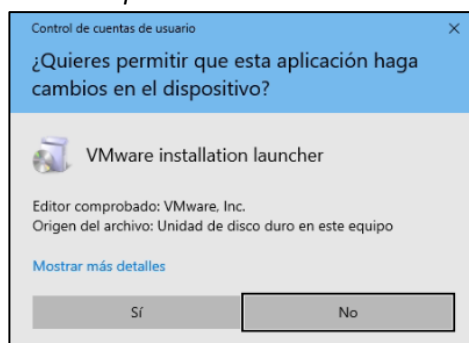 Control de cuentas de usuario
¿Quieres permitir que esta aplicación haga
cambios en el dispositivo?
VMware installation launcher
Editor comprobado: VMware, Inc.
Origen del archivo: Unidad de disco duro en este equipo
Mostrar más detalles
Sí
No